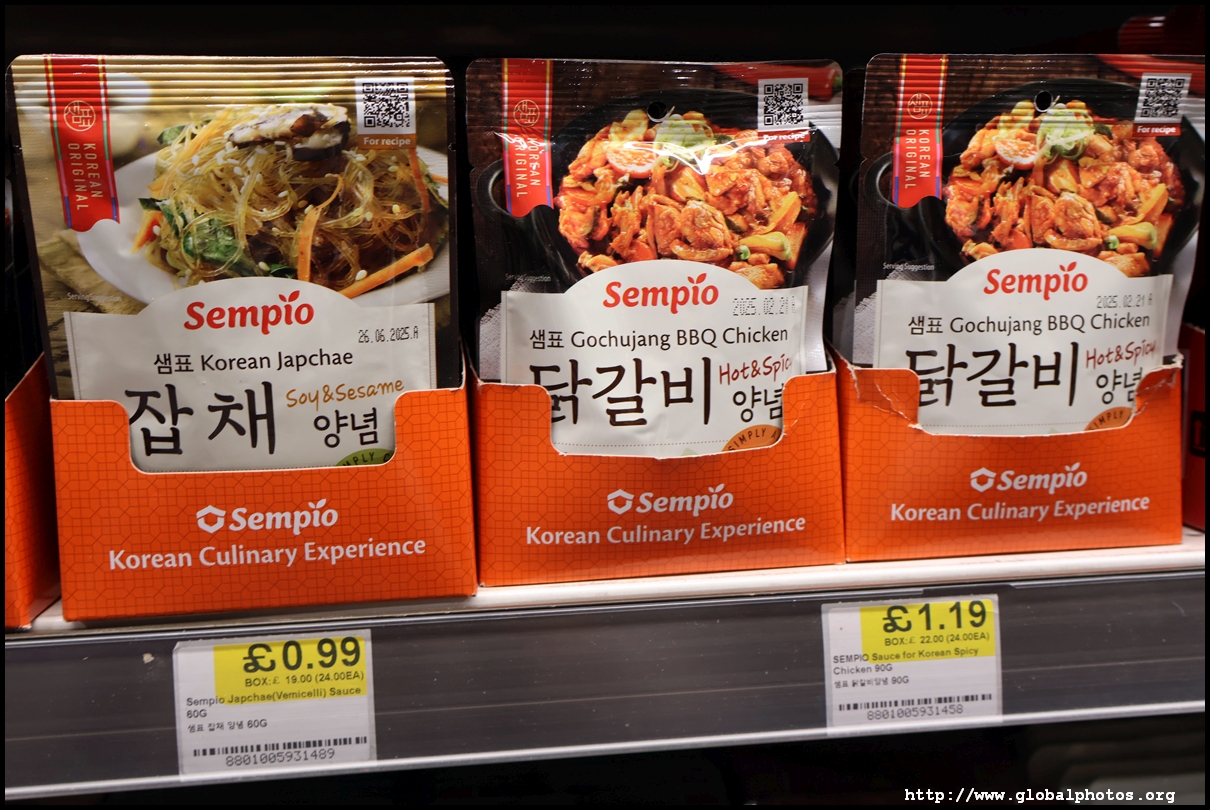 KOREAN ORIGINAL
For recipe
Serving Suggestion
Sempio
26.06.2025.A
샘표 Korean Japchae
잡채
Soy&Sesame
양념
Sempio
Korean Culinary Experience
KOREAN ORIGINAL
For recipe
Serving Suggestion
Sempio
2025.02.21 A
샘표 Gochujang BBQ Chicken
닭갈비
Hot&Spicy
양념
SIMPLY
Sempio
Korean Culinary Experience
KOREAN ORIGINAL
For recipe
Serving Suggestion
Sempio
2025.02.21 A
샘표 Gochujang BBQ Chicken
닭갈비
Hot&Spicy
양념
SIMPLY
Sempio
Korean Culinary Experience
£0.99
BOX:£ 19.00 (24.00EA)
Sempio Japchae(Vemicelli) Sauce
60G
샘표 잡채 양념 60G
8801005931489
£1.19
BOX:£ 22.00 (24.00EA)
SEMPIO Sauce for Korean Spicy
Chicken 90G
샘표 닭갈비양념 90G
8801005931458
http://www.globalphotos.org